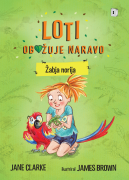 LOTI
OBOŽUJE NARAVO
Žabja norija
JANE CLARKE
ilustriral JAMES BROWN